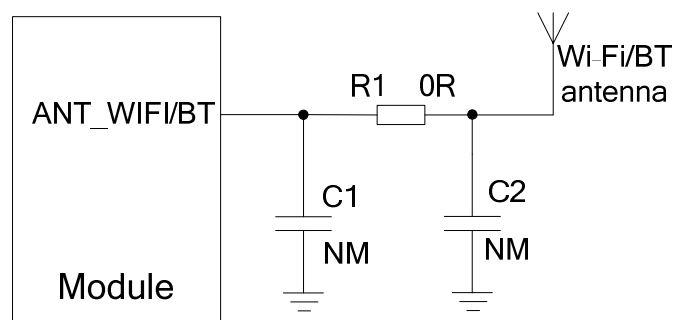 R1 0R
Wi-Fi/BT
antenna
ANT_WIFI/BT
C1
NM
C2
NM
Module